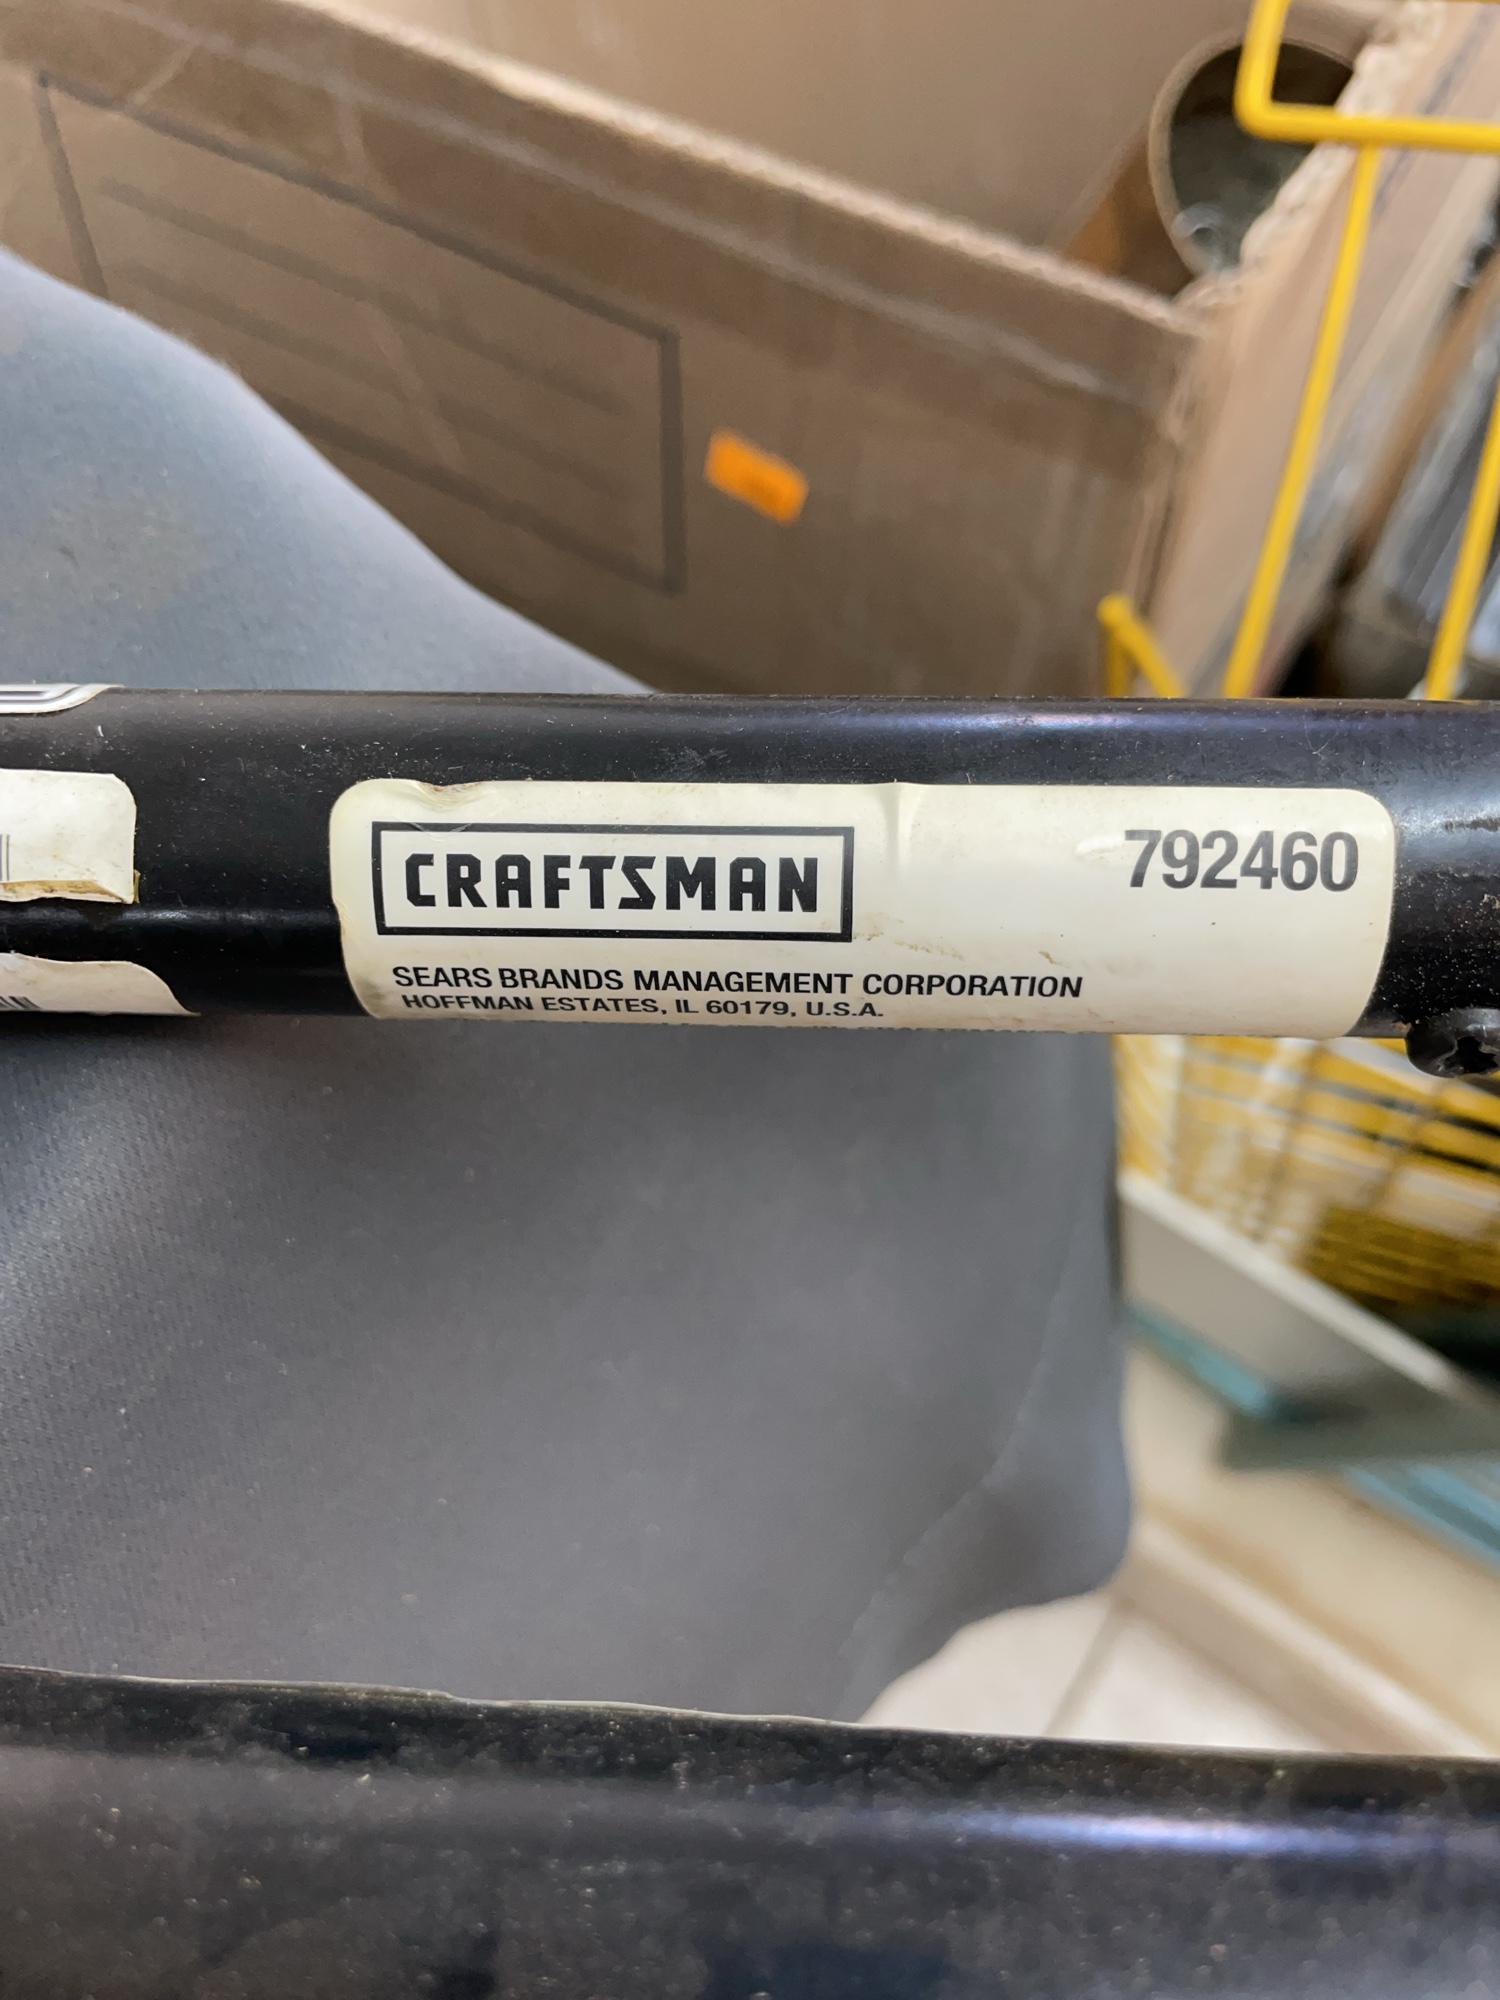 CRAFTSMAN
792460
SEARS BRANDS MANAGEMENT CORPORATION
HOFFMAN ESTATES, IL 60179, U.S.A.